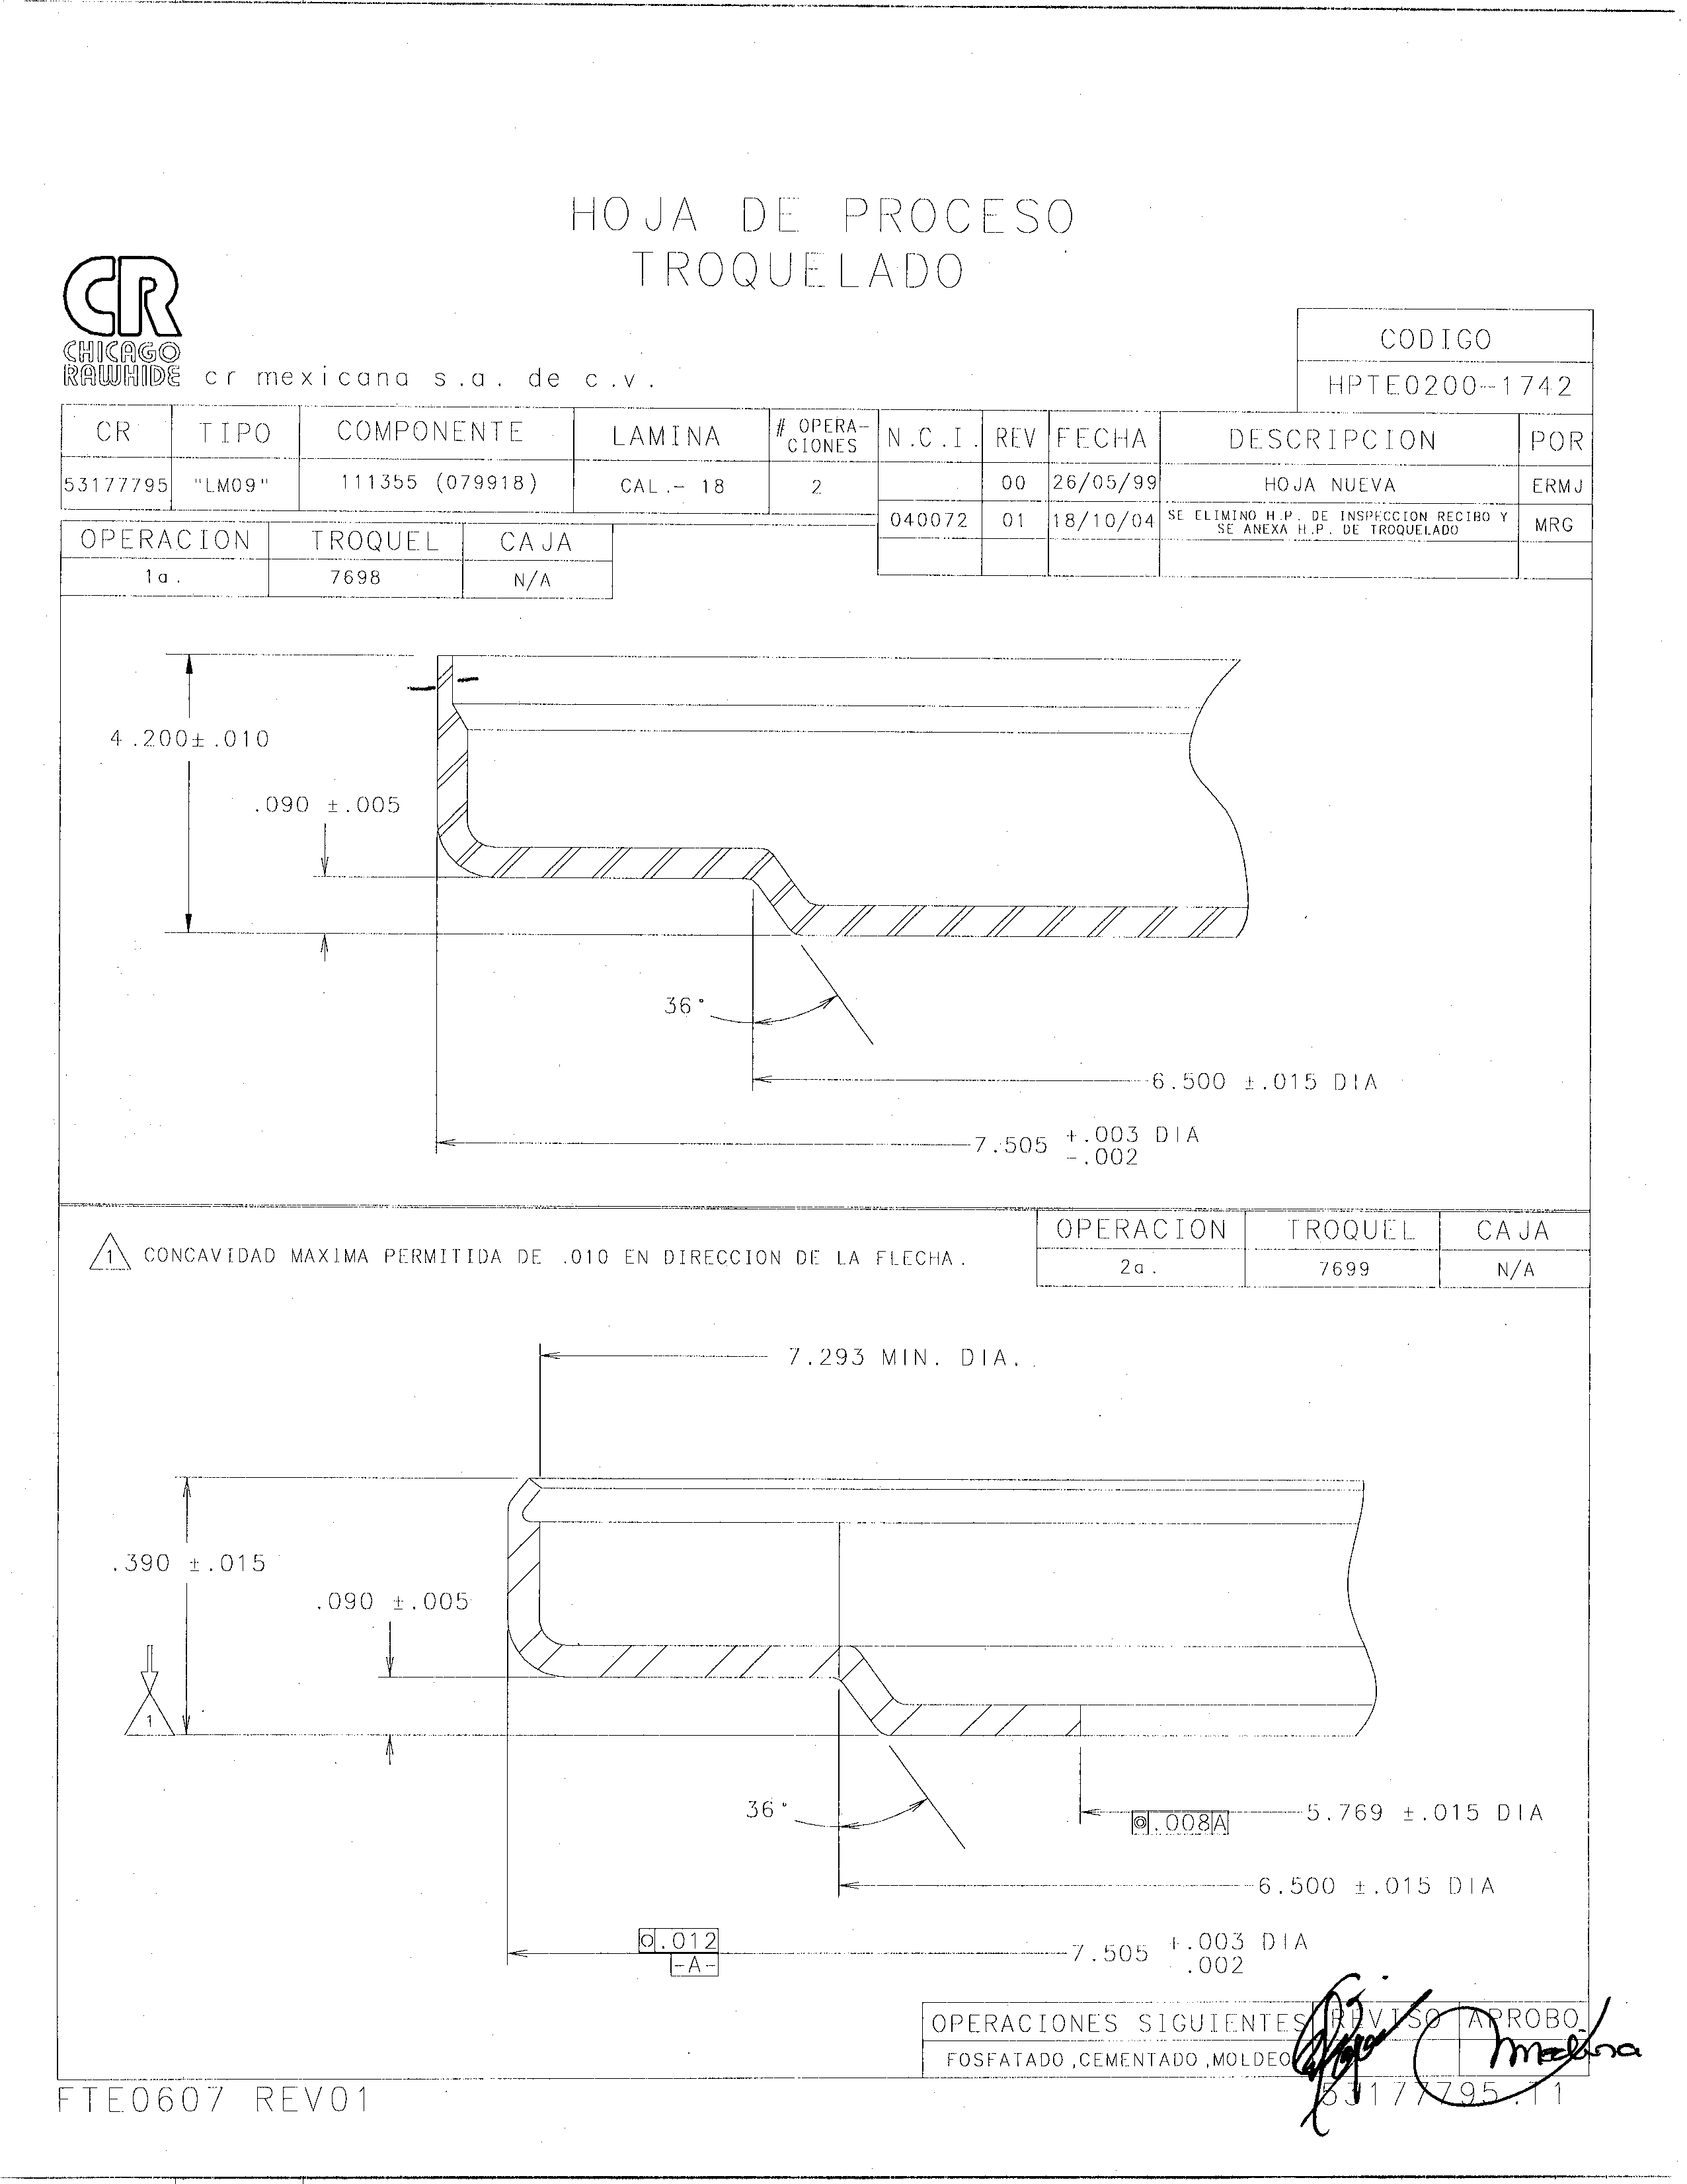 HOJA DE PROCESO
TROQUELADO
CR
CHICAGO
RAWHIDE cr mexicana s.a. de c.v.
CODIGO
HPTE0200-1742
CR TIPO COMPONENTE LAMINA # OPERA-CIONES N.C.I. REV FECHA DESCRIPCION POR
53177795 "LM09" 111355 (079918) CAL.- 18 2 00 26/05/99 HOJA NUEVA ERMJ
040072 01 18/10/04 SE ELIMINO H.P. DE INSPECCION RECIBO Y
SE ANEXA H.P. DE TROQUELADO MRG
OPERACION TROQUEL CAJA
1a. 7698 N/A
4.200±.010
.090 ±.005
36°
6.500 ±.015 DIA
7.505 +.003 DIA
-.002
OPERACION TROQUEL CAJA
2a. 7699 N/A
1 CONCAVIDAD MAXIMA PERMITIDA DE .010 EN DIRECCION DE LA FLECHA.
7.293 MIN. DIA.
.390 ±.015
.090 ±.005
1
36°
◎.008A
5.769 ±.015 DIA
6.500 ±.015 DIA
○.012
-A-
7.505 +.003 DIA
.002
OPERACIONES SIGUIENTES REVISO APROBO
FOSFATADO,CEMENTADO,MOLDEO Medina
FTE0607 REV01
53177795.T1